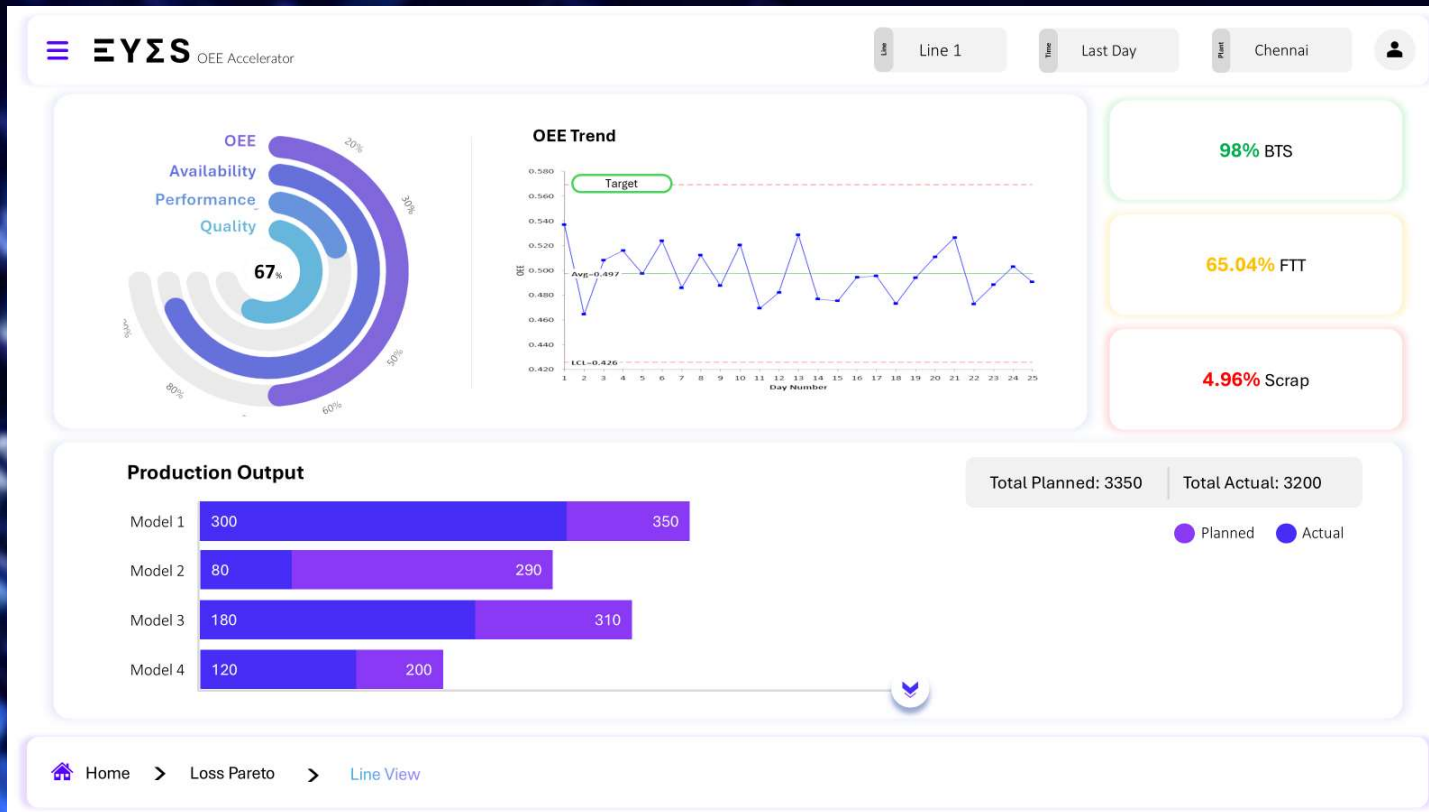 EYΣS OEE Accelerator
Line
Line 1
Time
Last Day
Plant
Chennai
OEE
Availability
Performance
Quality
67%
20%
30%
50%
60%
80%
OEE Trend
0.580
0.560
0.540
0.520
0.500
0.480
0.460
0.440
0.420
OEE
Target
Avg=0.497
LCL=0.426
1 2 3 4 5 6 7 8 9 10 11 12 13 14 15 16 17 18 19 20 21 22 23 24 25
Day Number
98% BTS
65.04% FTT
4.96% Scrap
Production Output
Total Planned: 3350
Total Actual: 3200
Planned
Actual
Model 1 300 350
Model 2 80 290
Model 3 180 310
Model 4 120 200
Home > Loss Pareto > Line View